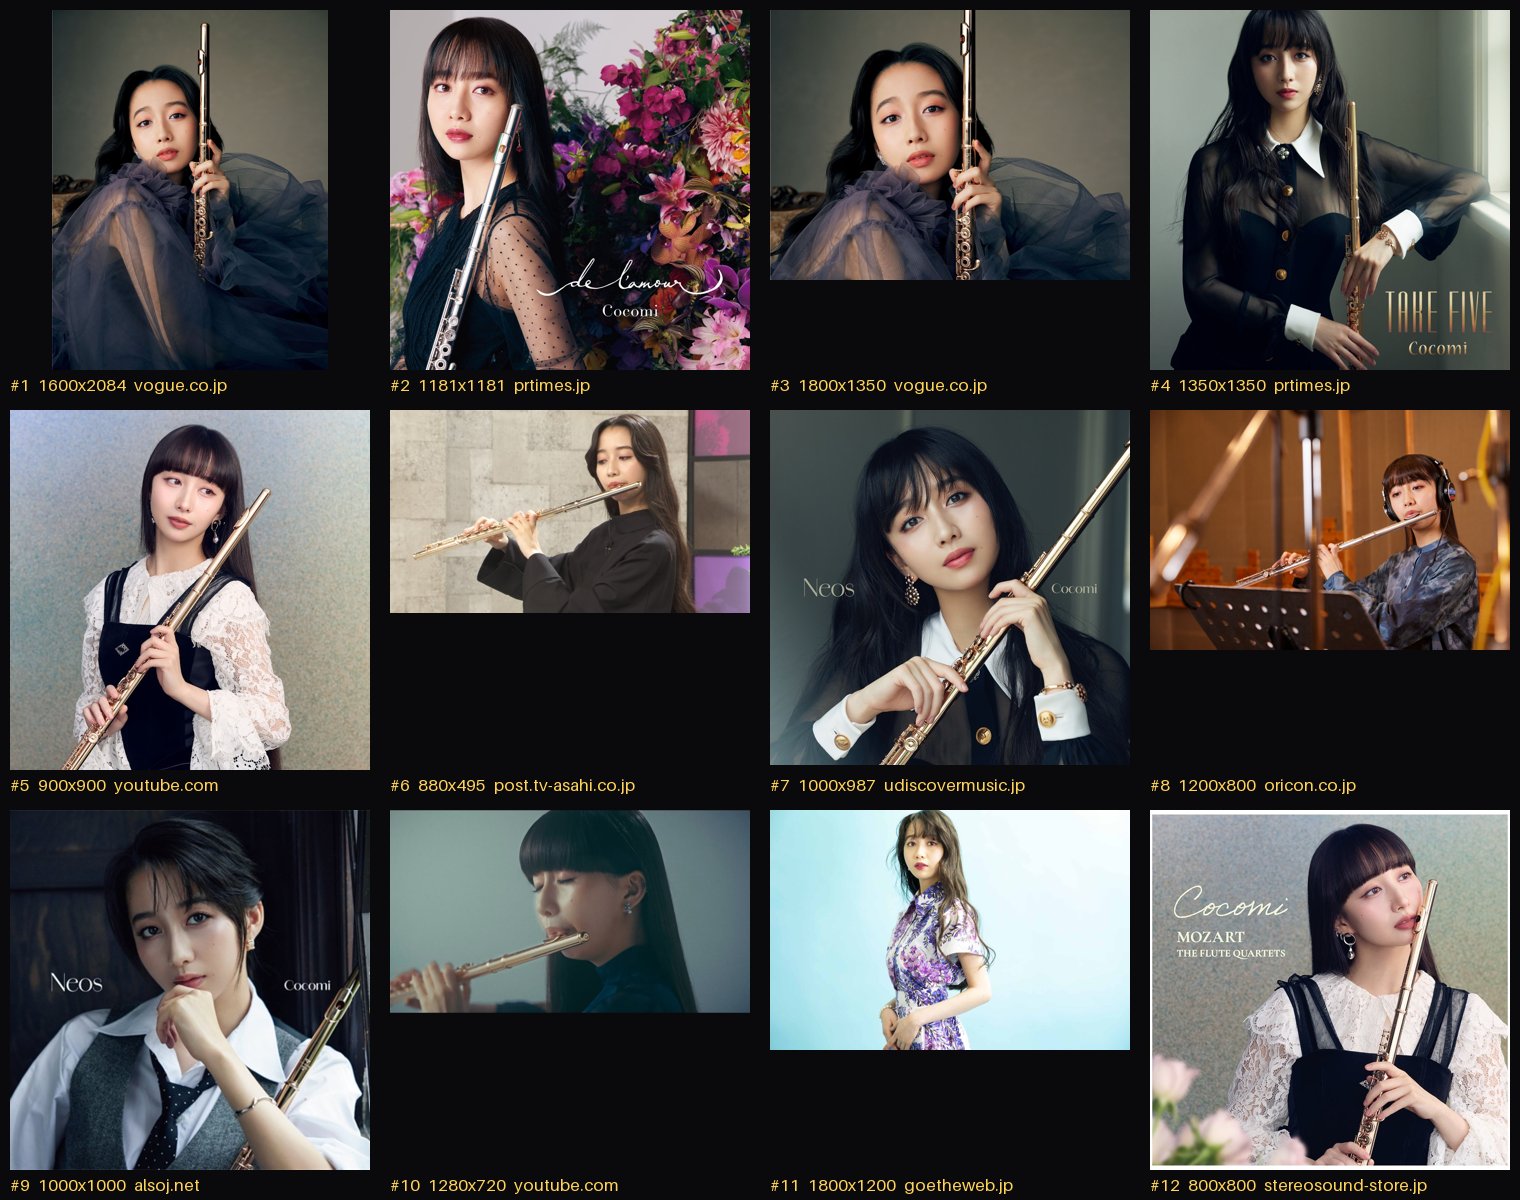 de l'amour
Cocomi
TAKE FIVE
Cocomi
#1 1600x2084 vogue.co.jp
#2 1181x1181 prtimes.jp
#3 1800x1350 vogue.co.jp
#4 1350x1350 prtimes.jp
Neos
Cocomi
#5 900x900 youtube.com
#6 880x495 post.tv-asahi.co.jp
#7 1000x987 udiscovermusic.jp
#8 1200x800 oricon.co.jp
Neos
Cocomi
Cocomi
MOZART
THE FLUTE QUARTETS
#9 1000x1000 alsoj.net
#10 1280x720 youtube.com
#11 1800x1200 goetheweb.jp
#12 800x800 stereosound-store.jp